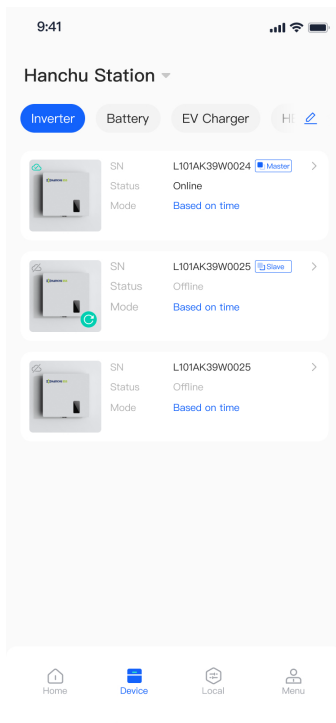 9:41
Hanchu Station
Inverter Battery EV Charger
SN L101AK39W0024 Master
Status Online
Mode Based on time
SN L101AK39W0025 Slave
Status Offline
Mode Based on time
SN L101AK39W0025
Status Offline
Mode Based on time
Home Device Local Menu